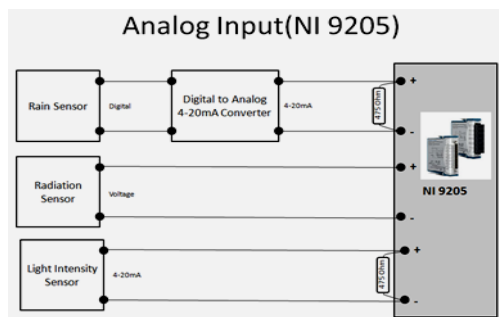 Analog Input(NI 9205)
Rain Sensor
Digital
Digital to Analog
4-20mA Converter
4-20mA
475 Ohm
+
-
Radiation
Sensor
Voltage
+
-
NI 9205
Light Intensity
Sensor
4-20mA
475 Ohm
+
-